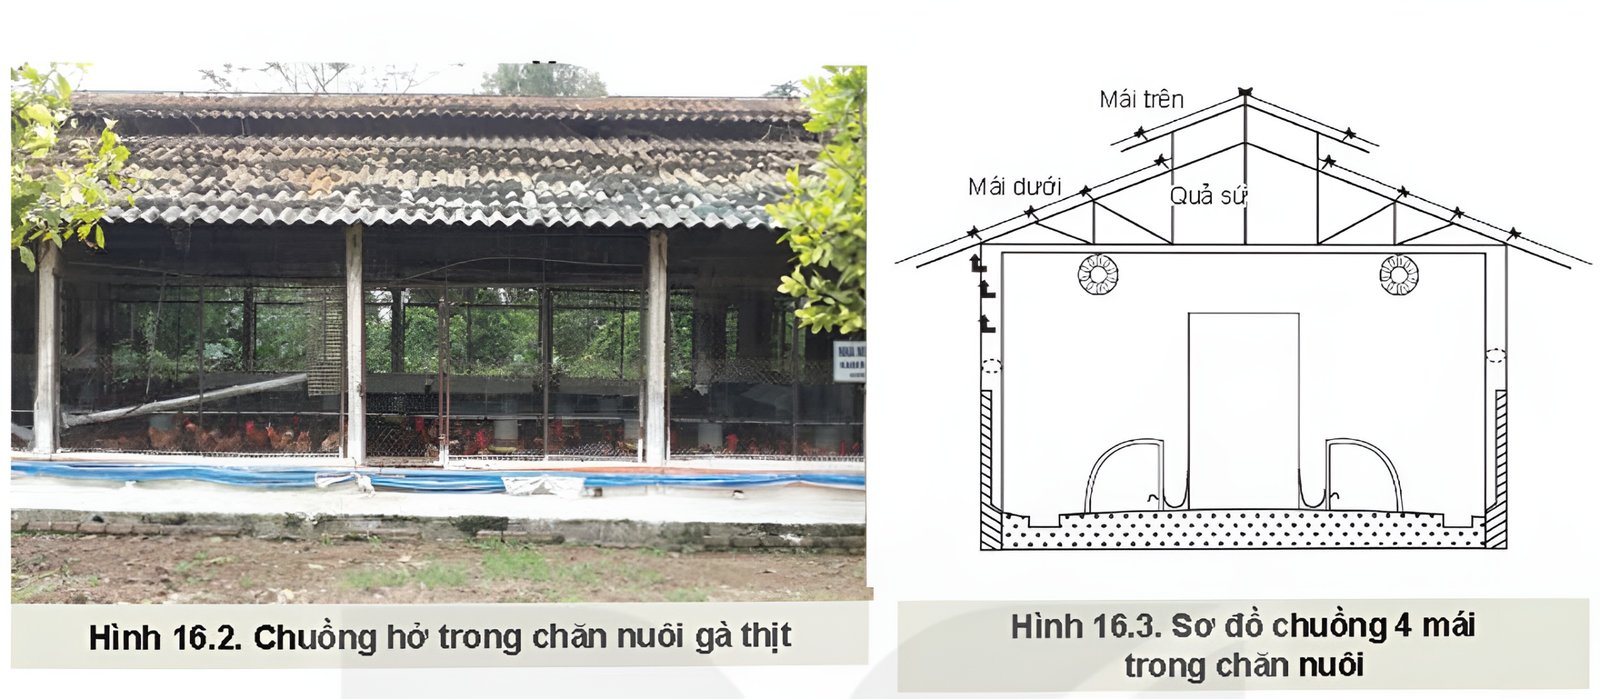 Mái trên
Mái dưới
Quả sứ
Hình 16.2. Chuồng hở trong chăn nuôi gà thịt
Hình 16.3. Sơ đồ chuồng 4 mái
trong chăn nuôi